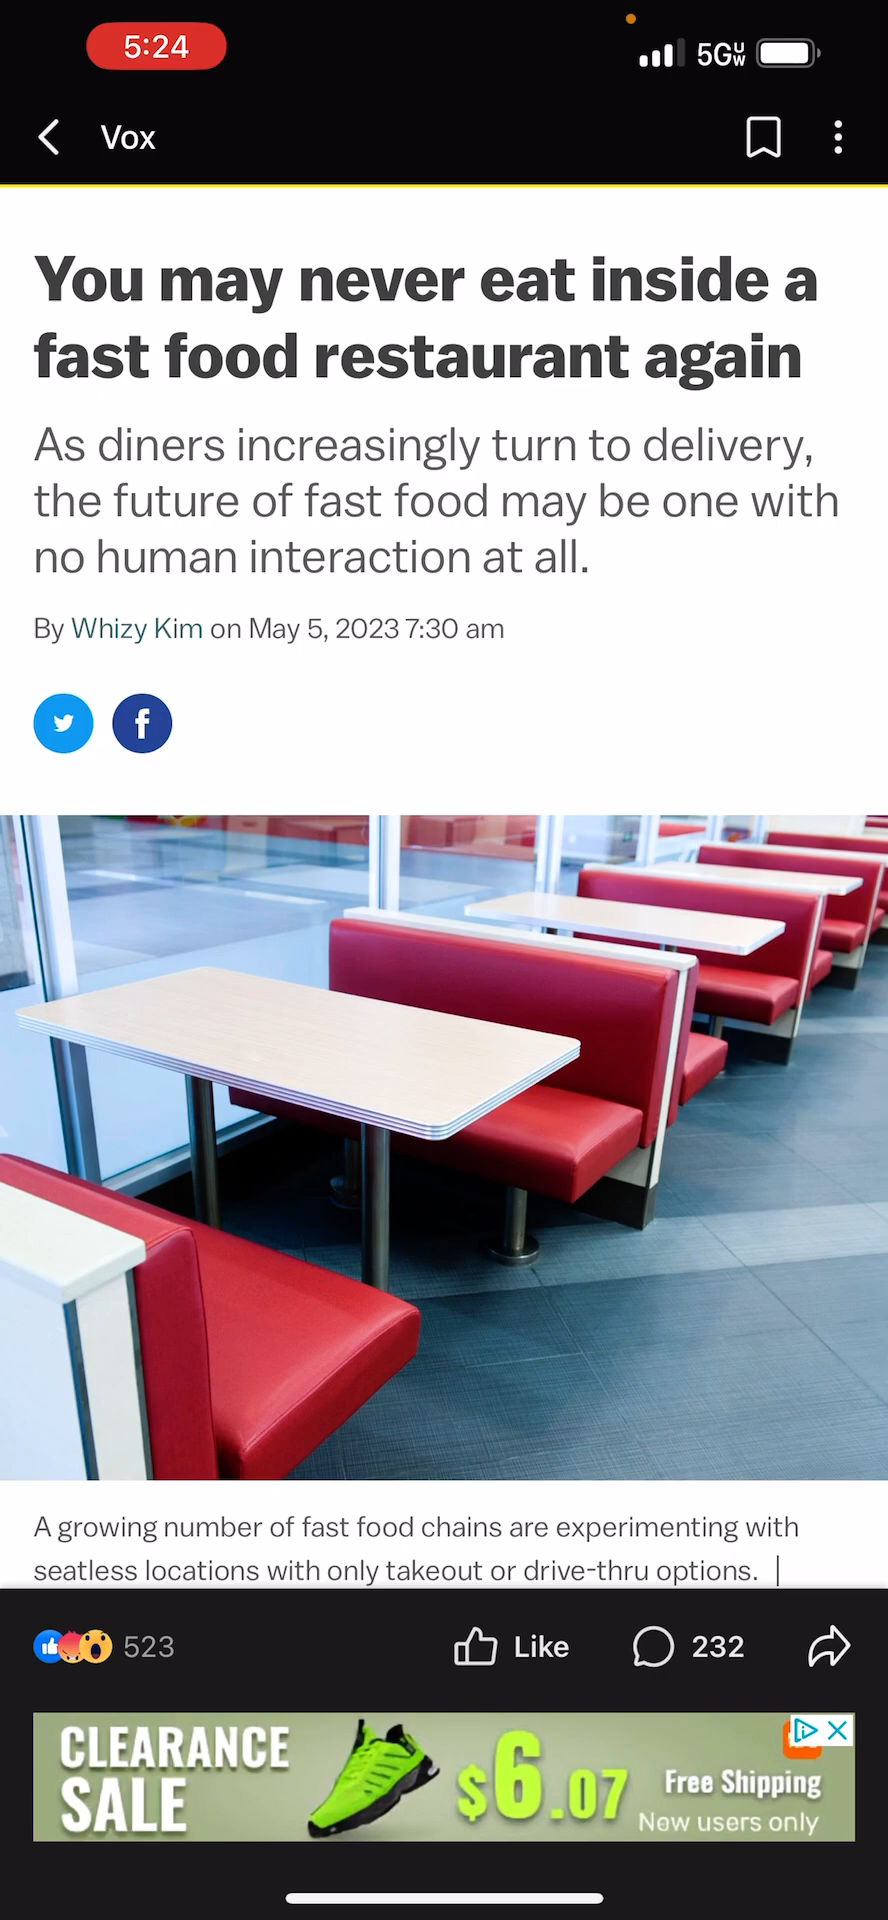 5:24
5G UW
Vox
You may never eat inside a
fast food restaurant again
As diners increasingly turn to delivery,
the future of fast food may be one with
no human interaction at all.
By Whizy Kim on May 5, 2023 7:30 am
A growing number of fast food chains are experimenting with
seatless locations with only takeout or drive-thru options. |
523
Like
232
CLEARANCE
SALE
$6.07
Free Shipping
New users only